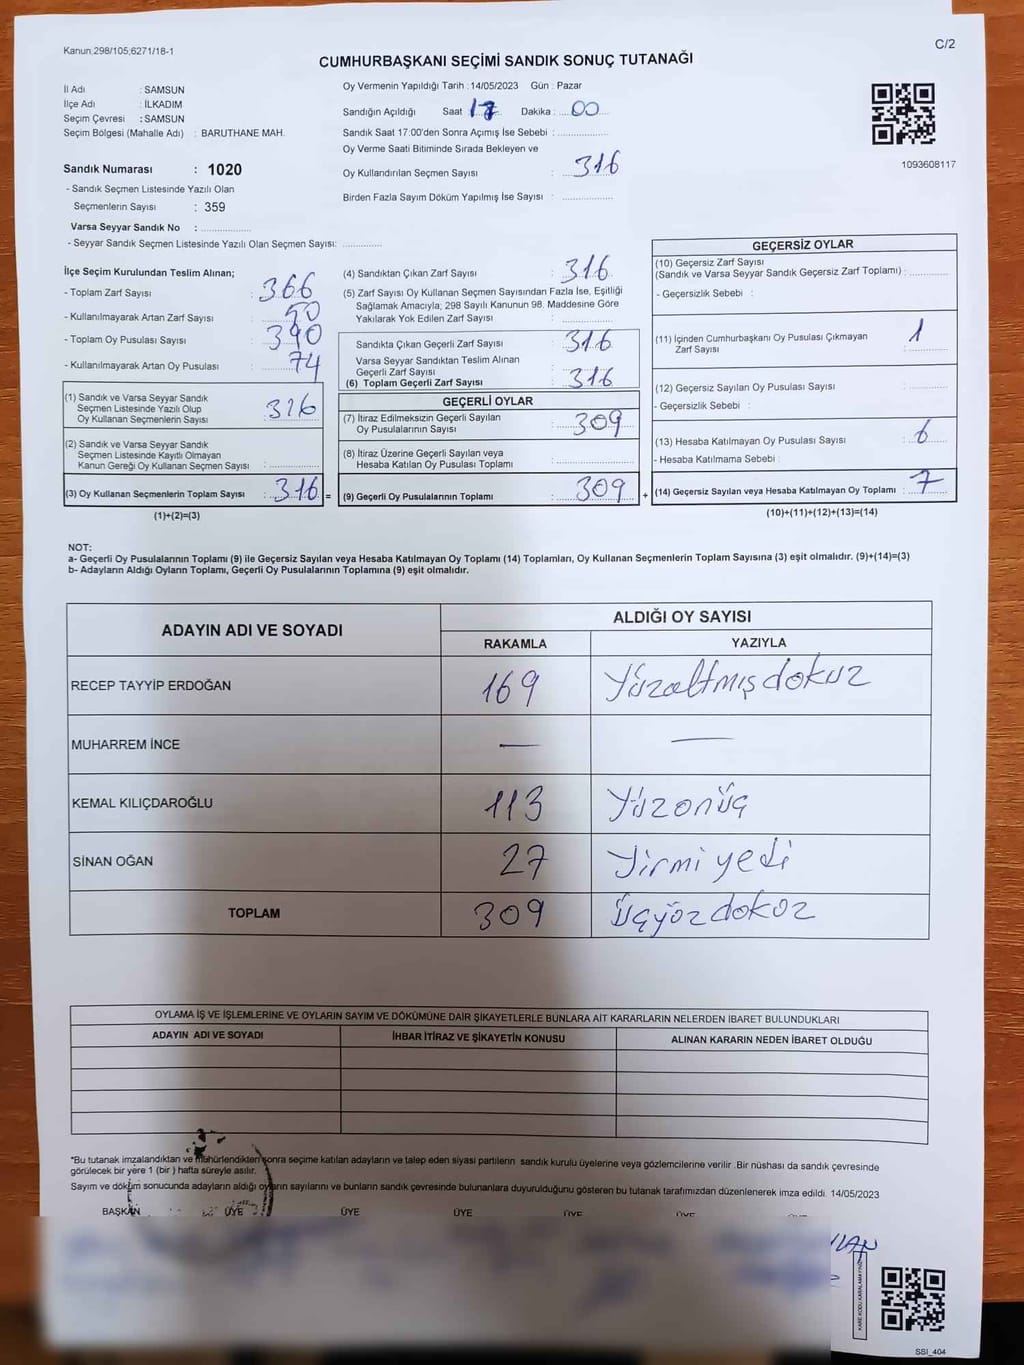 Kanun:298/105;6271/18-1
C/2
CUMHURBAŞKANI SEÇİMİ SANDIK SONUÇ TUTANAĞI
İl Adı : SAMSUN
İlçe Adı : İLKADIM
Seçim Çevresi : SAMSUN
Seçim Bölgesi (Mahalle Adı) : BARUTHANE MAH.
Sandık Numarası : 1020
- Sandık Seçmen Listesinde Yazılı Olan
Seçmenlerin Sayısı : 359
Varsa Seyyar Sandık No :
- Seyyar Sandık Seçmen Listesinde Yazılı Olan Seçmen Sayısı:
Oy Vermenin Yapıldığı Tarih : 14/05/2023 Gün : Pazar
Sandığın Açıldığı Saat 17 Dakika : 00
Sandık Saat 17:00'den Sonra Açımış İse Sebebi :
Oy Verme Saati Bitiminde Sırada Bekleyen ve
Oy Kullandırılan Seçmen Sayısı : 316
Birden Fazla Sayım Döküm Yapılmış İse Sayısı :
1093608117
İlçe Seçim Kurulundan Teslim Alınan;
- Toplam Zarf Sayısı : 366
- Kullanılmayarak Artan Zarf Sayısı : 50
- Toplam Oy Pusulası Sayısı : 390
- Kullanılmayarak Artan Oy Pusulası : 74
(1) Sandık ve Varsa Seyyar Sandık
Seçmen Listesinde Yazılı Olup
Oy Kullanan Seçmenlerin Sayısı : 316
(2) Sandık ve Varsa Seyyar Sandık
Seçmen Listesinde Kayıtlı Olmayan
Kanun Gereği Oy Kullanan Seçmen Sayısı :
(3) Oy Kullanan Seçmenlerin Toplam Sayısı : 316 =
(1)+(2)=(3)
(4) Sandıktan Çıkan Zarf Sayısı : 316
(5) Zarf Sayısı Oy Kullanan Seçmen Sayısından Fazla İse, Eşitliği
Sağlamak Amacıyla; 298 Sayılı Kanunun 98. Maddesine Göre
Yakılarak Yok Edilen Zarf Sayısı :
Sandıkta Çıkan Geçerli Zarf Sayısı : 316
Varsa Seyyar Sandıktan Teslim Alınan
Geçerli Zarf Sayısı :
(6) Toplam Geçerli Zarf Sayısı : 316
GEÇERLİ OYLAR
(7) İtiraz Edilmeksizin Geçerli Sayılan
Oy Pusulalarının Sayısı : 309
(8) İtiraz Üzerine Geçerli Sayılan veya
Hesaba Katılan Oy Pusulası Toplamı :
(9) Geçerli Oy Pusulalarının Toplamı : 309 +
GEÇERSİZ OYLAR
(10) Geçersiz Zarf Sayısı
(Sandık ve Varsa Seyyar Sandık Geçersiz Zarf Toplamı) :
- Geçersizlik Sebebi :
(11) İçinden Cumhurbaşkanı Oy Pusulası Çıkmayan
Zarf Sayısı : 1
(12) Geçersiz Sayılan Oy Pusulası Sayısı :
- Geçersizlik Sebebi :
(13) Hesaba Katılmayan Oy Pusulası Sayısı : 6
- Hesaba Katılmama Sebebi :
(14) Geçersiz Sayılan veya Hesaba Katılmayan Oy Toplamı : 7
(10)+(11)+(12)+(13)=(14)
NOT:
a- Geçerli Oy Pusulalarının Toplamı (9) ile Geçersiz Sayılan veya Hesaba Katılmayan Oy Toplamı (14) Toplamları, Oy Kullanan Seçmenlerin Toplam Sayısına (3) eşit olmalıdır. (9)+(14)=(3)
b- Adayların Aldığı Oyların Toplamı, Geçerli Oy Pusulalarının Toplamına (9) eşit olmalıdır.
ADAYIN ADI VE SOYADI
ALDIĞI OY SAYISI
RAKAMLA YAZIYLA
RECEP TAYYİP ERDOĞAN 169 Yüzaltmışdokuz
MUHARREM İNCE — —
KEMAL KILIÇDAROĞLU 113 Yüzonüç
SİNAN OĞAN 27 Yirmiyedi
TOPLAM 309 Üçyüzdokuz
OYLAMA İŞ VE İŞLEMLERİNE VE OYLARIN SAYIM VE DÖKÜMÜNE DAİR ŞİKAYETLERLE BUNLARA AİT KARARLARIN NELERDEN İBARET BULUNDUKLARI
ADAYIN ADI VE SOYADI İHBAR İTİRAZ VE ŞİKAYETİN KONUSU ALINAN KARARIN NEDEN İBARET OLDUĞU
*Bu tutanak imzalandıktan ve mühürlendikten sonra seçime katılan adayların ve talep eden siyasi partilerin sandık kurulu üyelerine veya gözlemcilerine verilir .Bir nüshası da sandık çevresinde
görülecek bir yere 1 (bir ) hafta süreyle asılır.
Sayım ve döküm sonucunda adayların aldığı oyların sayılarını ve bunların sandık çevresinde bulunanlara duyurulduğunu gösteren bu tutanak tarafımızdan düzenlenerek imza edildi. 14/05/2023
BAŞKAN ÜYE ÜYE ÜYE ÜYE ÜYE
SSI_404